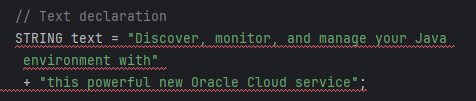 // Text declaration
STRING text = "Discover, monitor, and manage your Java
environment with"
+ "this powerful new Oracle Cloud service";